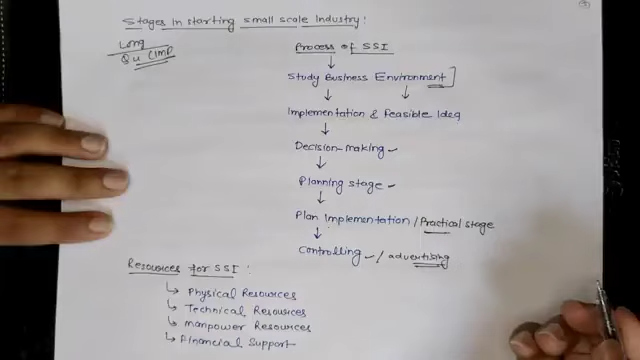 Stages in starting small scale Industry:
Long
Qu (IMP
Process of SSI
Study Business Environment
Implementation & Feasible Idea
Decision-making
Planning stage
Plan Implementation / Practical stage
Controlling / advertising
Resources for SSI:
Physical Resources
Technical Resources
manpower Resources
Financial Support